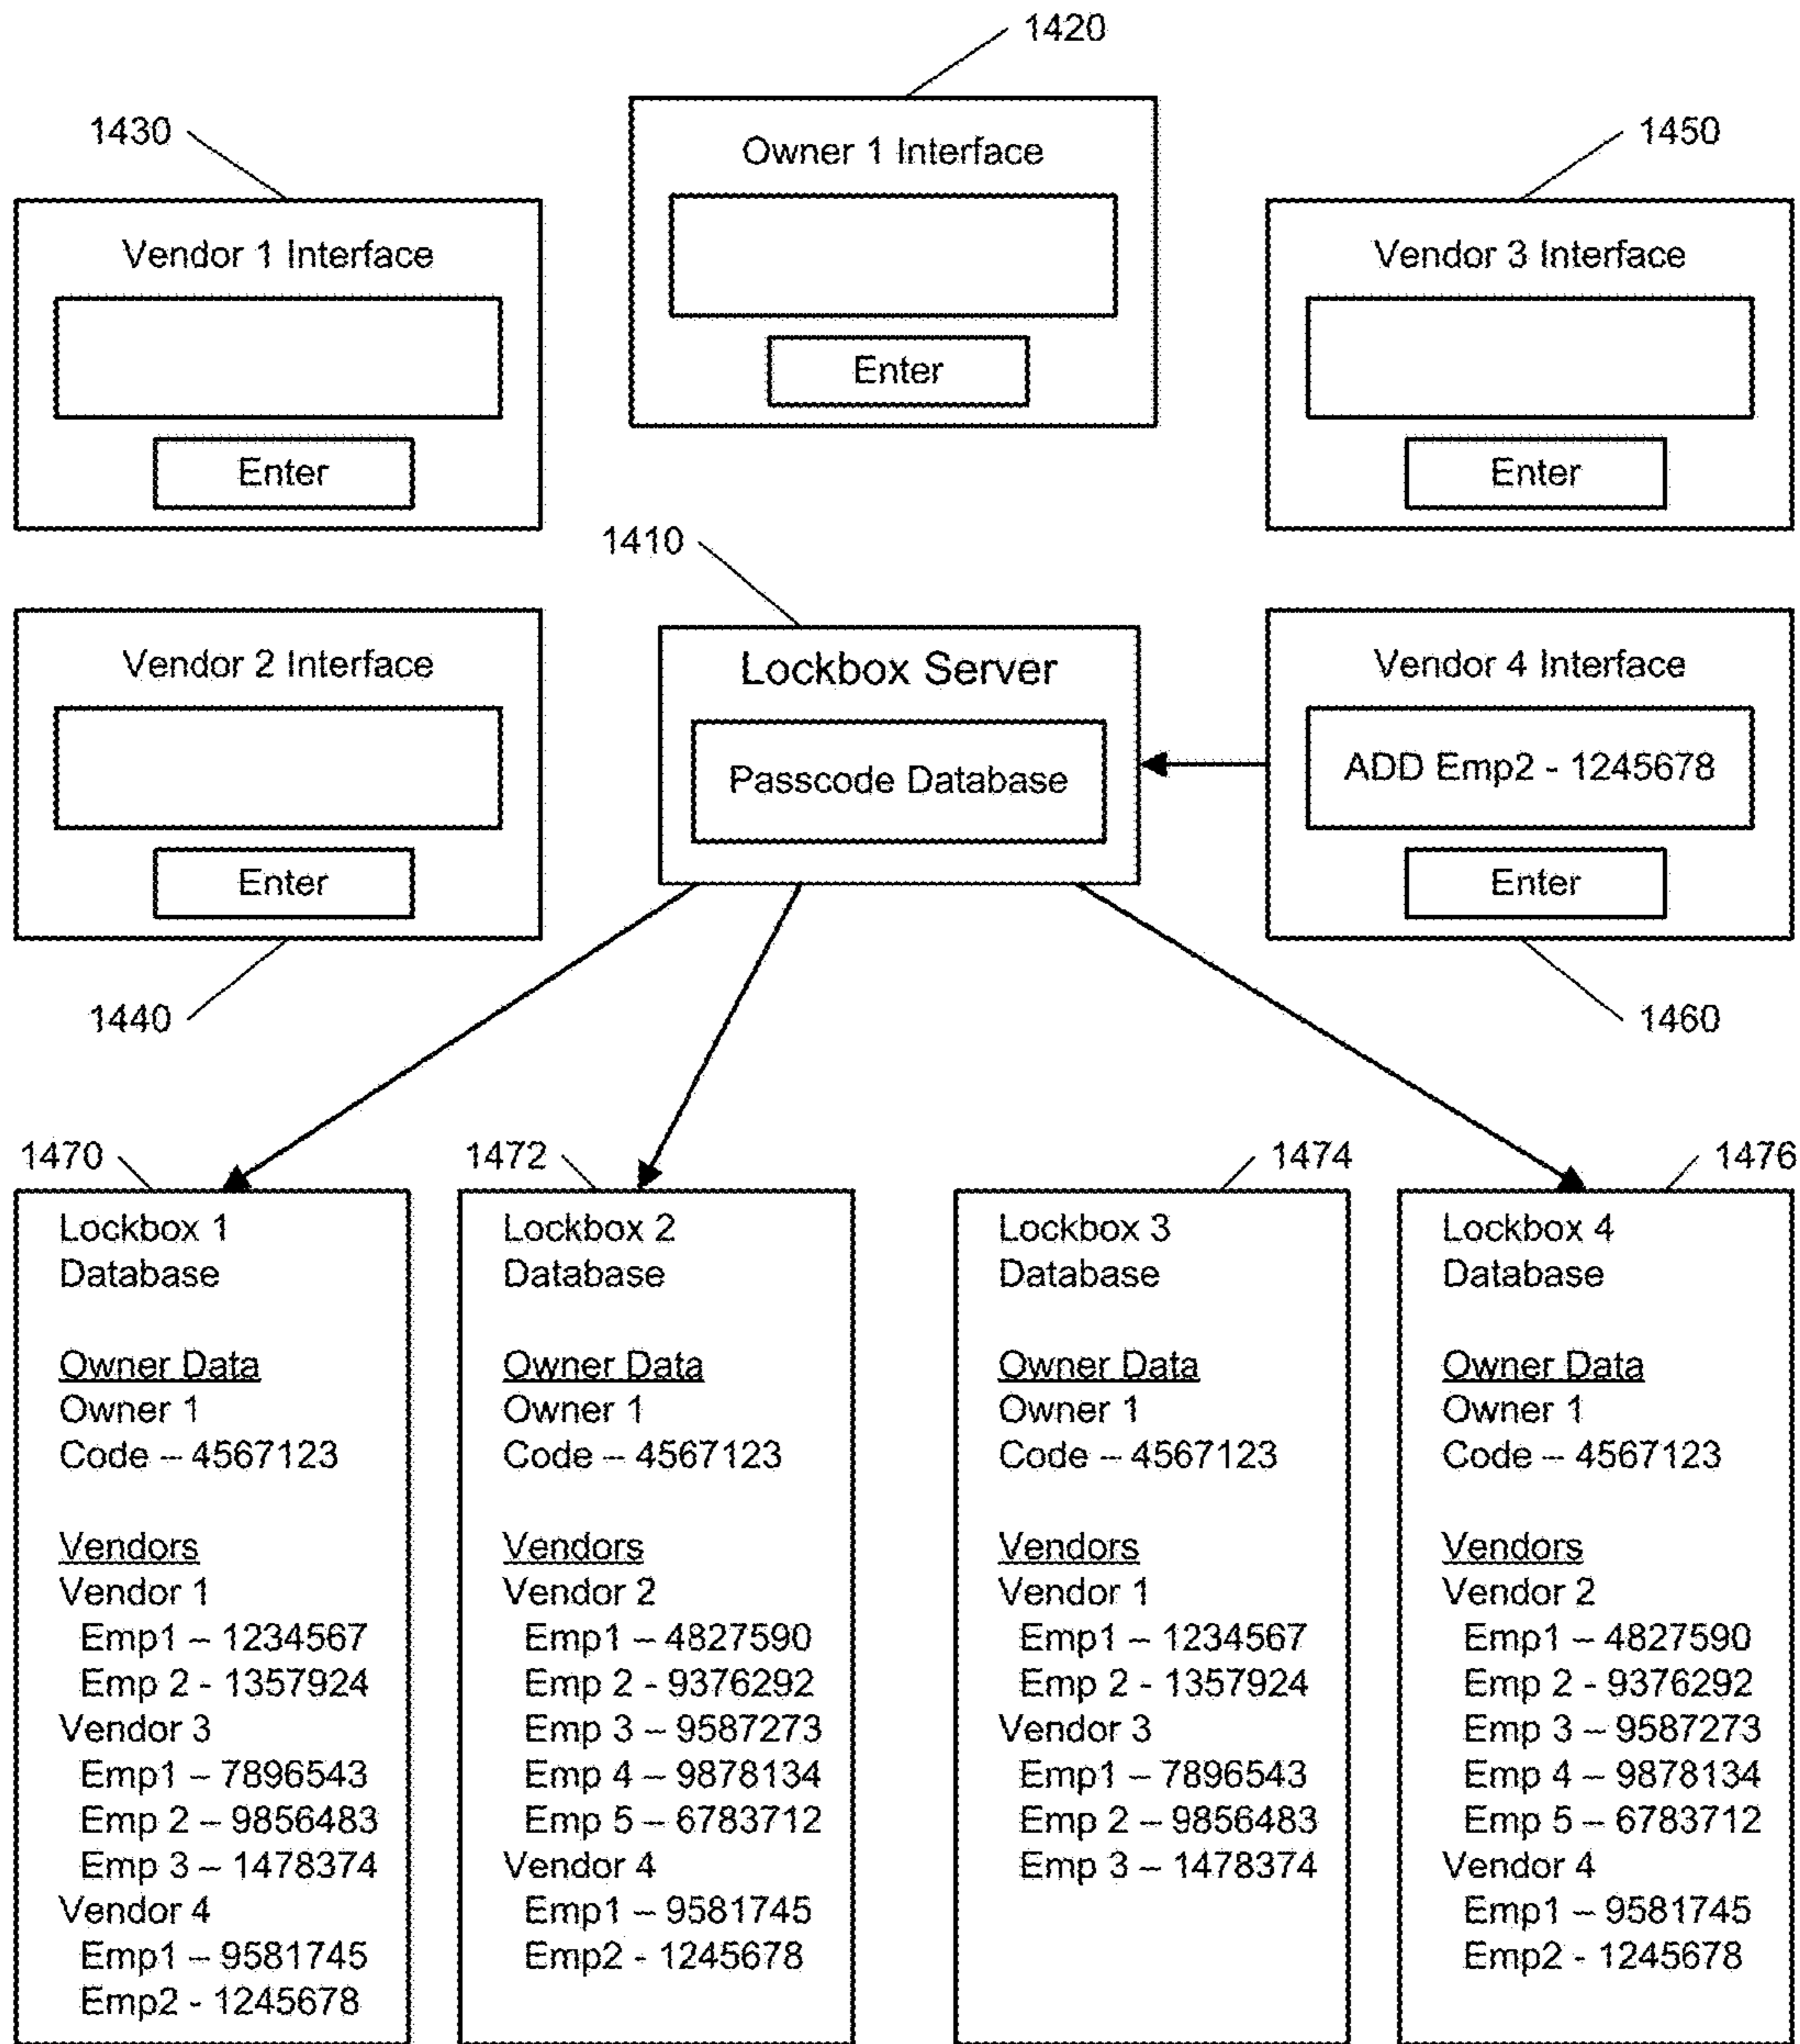 1420
1430
1450
Owner 1 Interface
Enter
Vendor 1 Interface
Enter
Vendor 3 Interface
Enter
1410
Vendor 2 Interface
Enter
1440
Lockbox Server
Passcode Database
Vendor 4 Interface
ADD Emp2 - 1245678
Enter
1460
1470
Lockbox 1
Database
Owner Data
Owner 1
Code – 4567123
Vendors
Vendor 1
Emp1 – 1234567
Emp 2 - 1357924
Vendor 3
Emp1 – 7896543
Emp 2 – 9856483
Emp 3 – 1478374
Vendor 4
Emp1 – 9581745
Emp2 - 1245678
1472
Lockbox 2
Database
Owner Data
Owner 1
Code – 4567123
Vendors
Vendor 2
Emp1 – 4827590
Emp 2 - 9376292
Emp 3 – 9587273
Emp 4 – 9878134
Emp 5 – 6783712
Vendor 4
Emp1 – 9581745
Emp2 - 1245678
1474
Lockbox 3
Database
Owner Data
Owner 1
Code – 4567123
Vendors
Vendor 1
Emp1 – 1234567
Emp 2 - 1357924
Vendor 3
Emp1 – 7896543
Emp 2 – 9856483
Emp 3 – 1478374
1476
Lockbox 4
Database
Owner Data
Owner 1
Code – 4567123
Vendors
Vendor 2
Emp1 – 4827590
Emp 2 - 9376292
Emp 3 – 9587273
Emp 4 – 9878134
Emp 5 – 6783712
Vendor 4
Emp1 – 9581745
Emp2 - 1245678